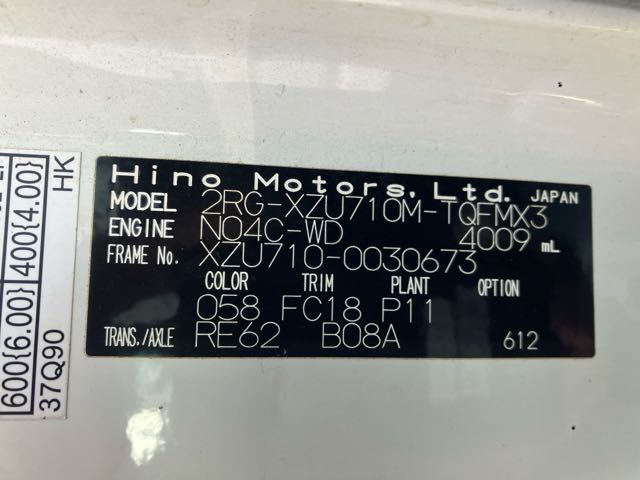 Hino Motors, Ltd. JAPAN
MODEL 2RG-XZU710M-TQFMX3
ENGINE N04C-WD 4009 mL
FRAME No. XZU710-0030673
COLOR TRIM PLANT OPTION
058 FC18 P11
TRANS./AXLE RE62 B08A 612
600{6.00} 400{4.00}
37Q90 HK